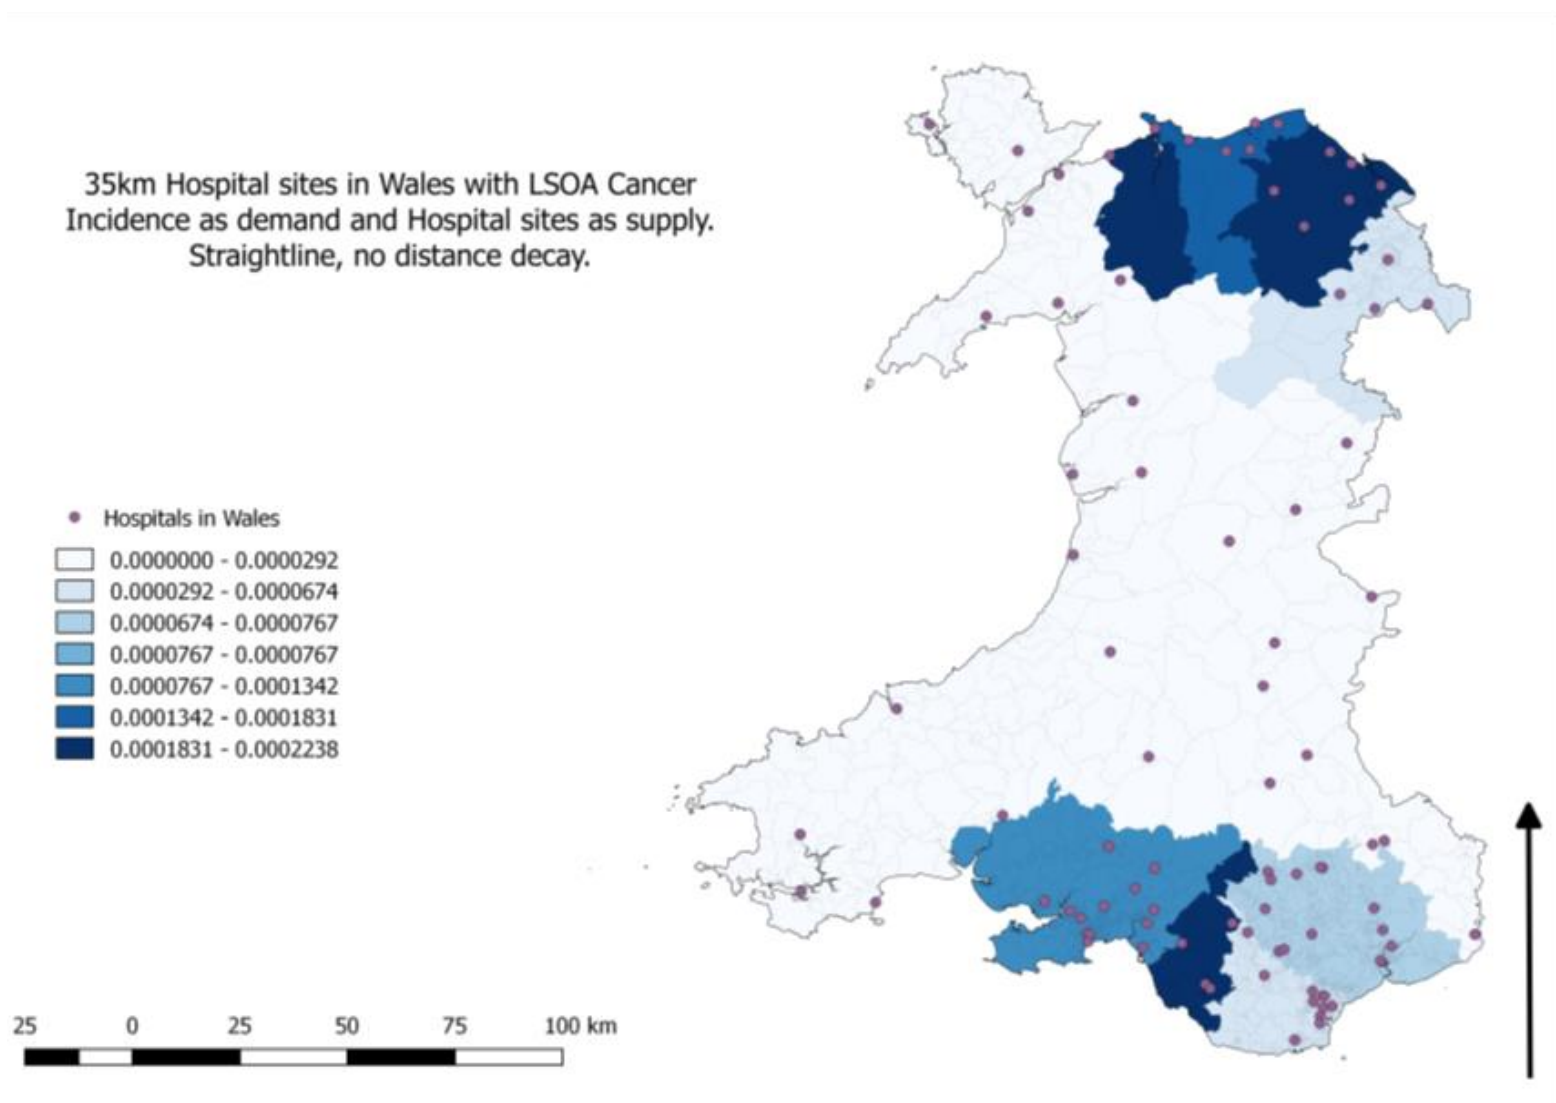 35km Hospital sites in Wales with LSOA Cancer
Incidence as demand and Hospital sites as supply.
Straightline, no distance decay.
Hospitals in Wales
0.0000000 - 0.0000292
0.0000292 - 0.0000674
0.0000674 - 0.0000767
0.0000767 - 0.0000767
0.0000767 - 0.0001342
0.0001342 - 0.0001831
0.0001831 - 0.0002238
25 0 25 50 75 100 km